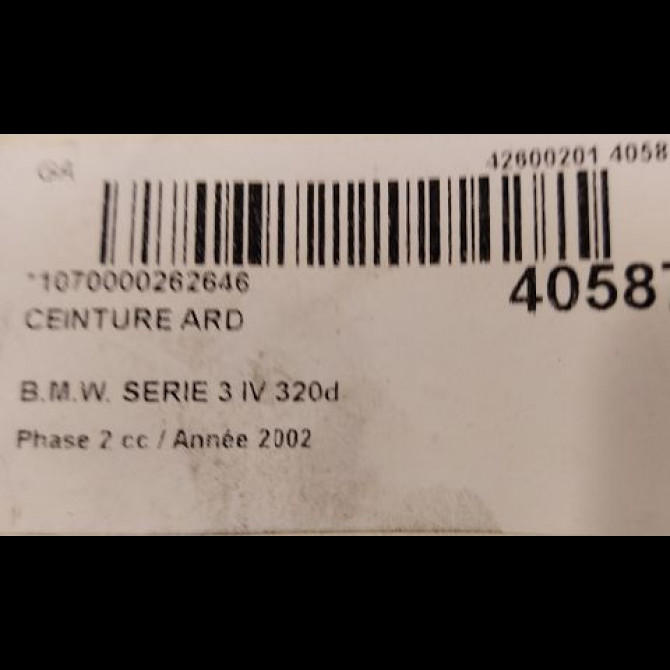 42600201 4058
*1070000262646
4058
CEINTURE ARD
B.M.W. SERIE 3 IV 320d
Phase 2 cc / Année 2002